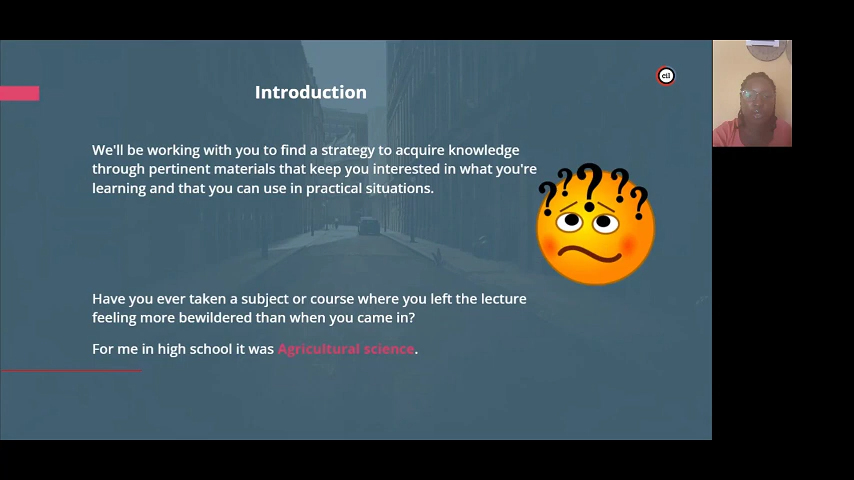 Introduction
cil
We'll be working with you to find a strategy to acquire knowledge
through pertinent materials that keep you interested in what you're
learning and that you can use in practical situations.
? ? ? ? ?
Have you ever taken a subject or course where you left the lecture
feeling more bewildered than when you came in?
For me in high school it was Agricultural science.